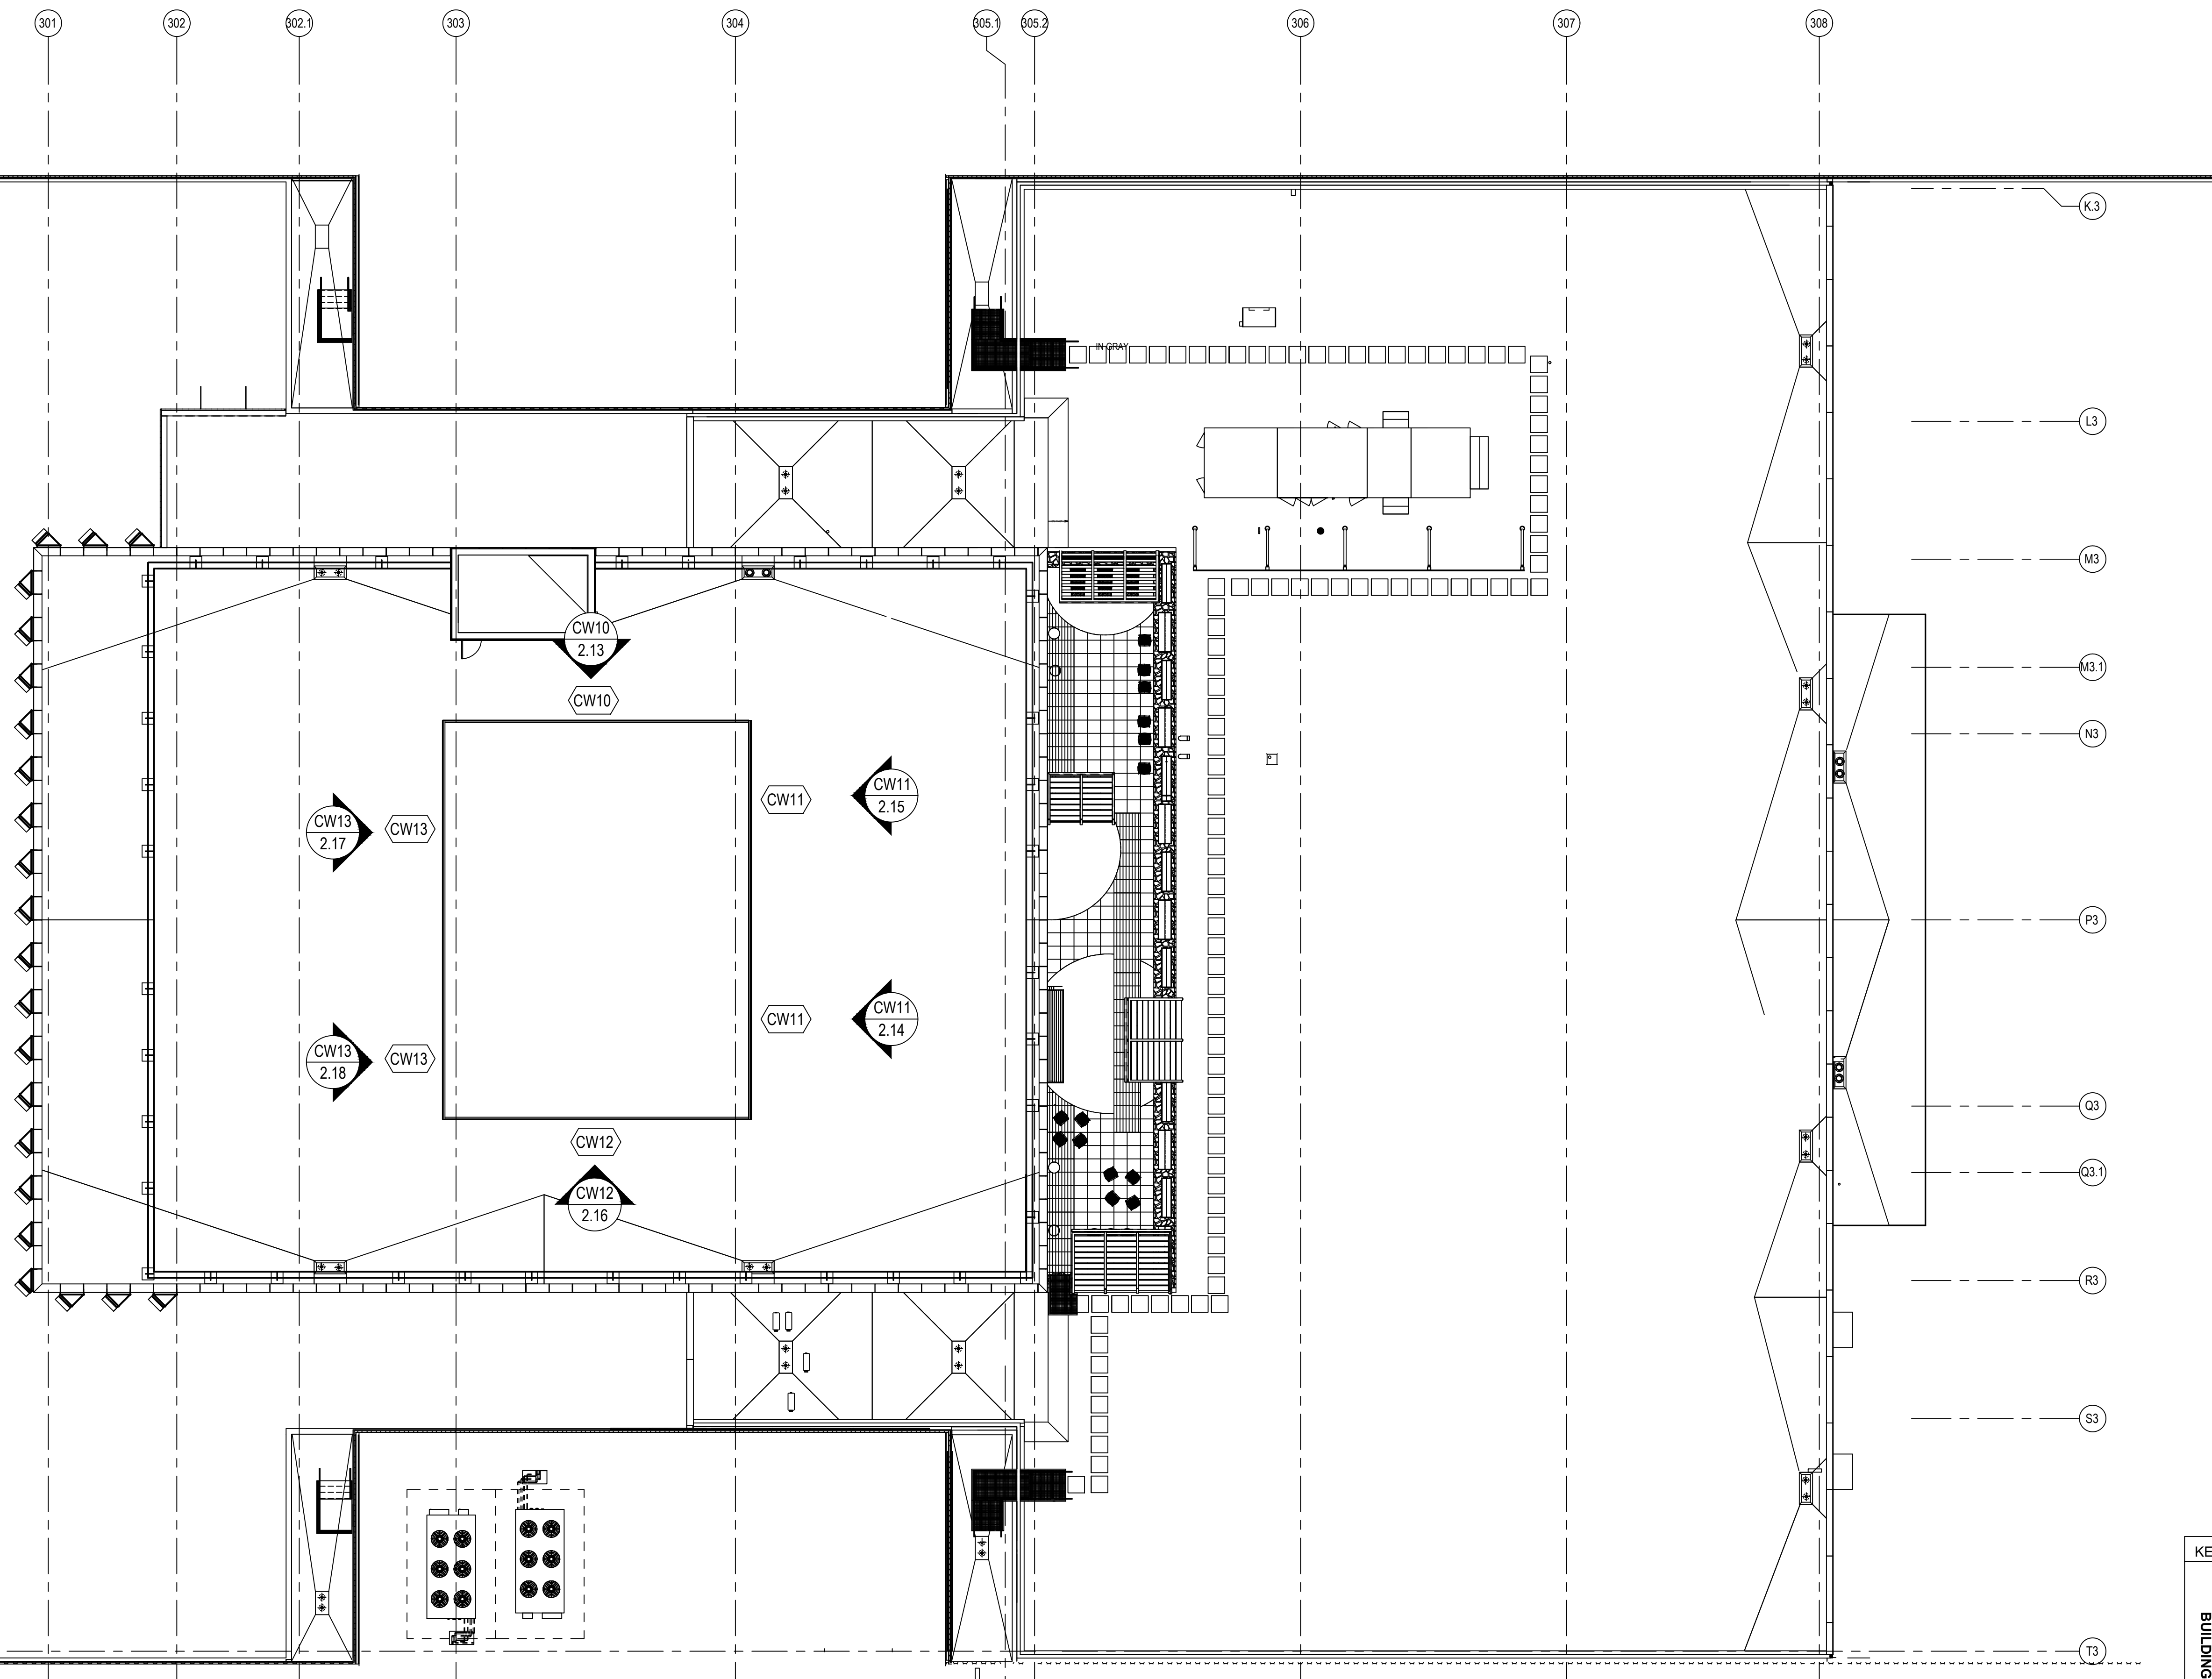 301
302
302.1
303
304
305.1
305.2
306
307
308
K.3
IN GRAY
L3
M3
CW10
2.13
M3.1
CW10
N3
CW11
2.15
CW11
CW13
2.17
CW13
P3
CW11
2.14
CW11
CW13
2.18
CW13
Q3
CW12
Q3.1
CW12
2.16
R3
S3
KE
BUILDING
T3